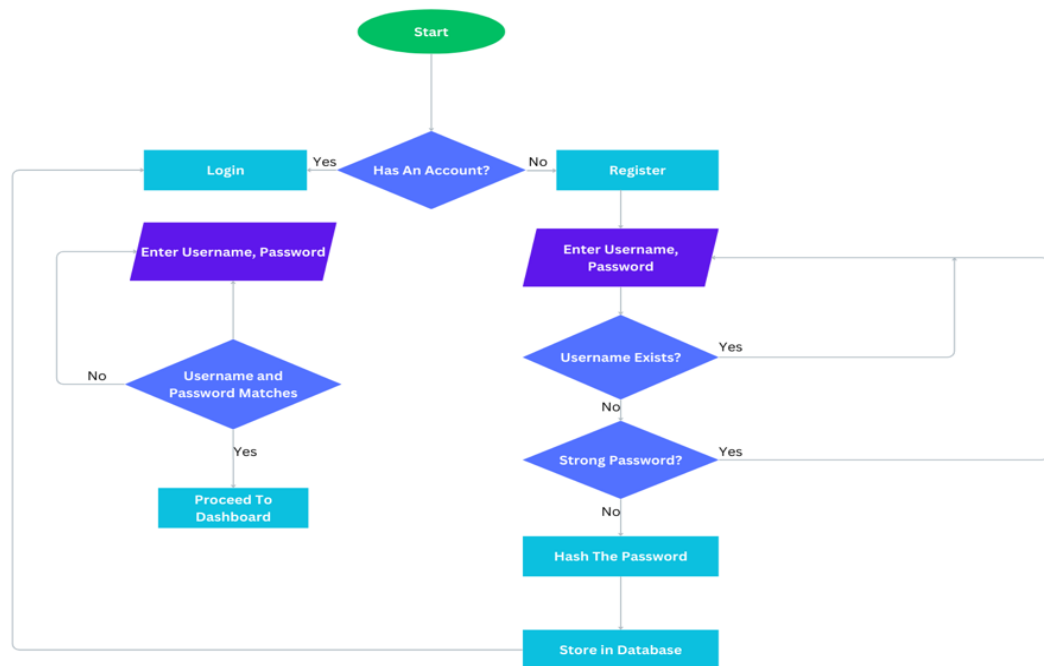 Start
Has An Account?
Yes
No
Login
Register
Enter Username, Password
Enter Username,
Password
Username Exists?
Yes
No
Username and
Password Matches
No
Yes
Strong Password?
Yes
No
Proceed To
Dashboard
Hash The Password
Store in Database